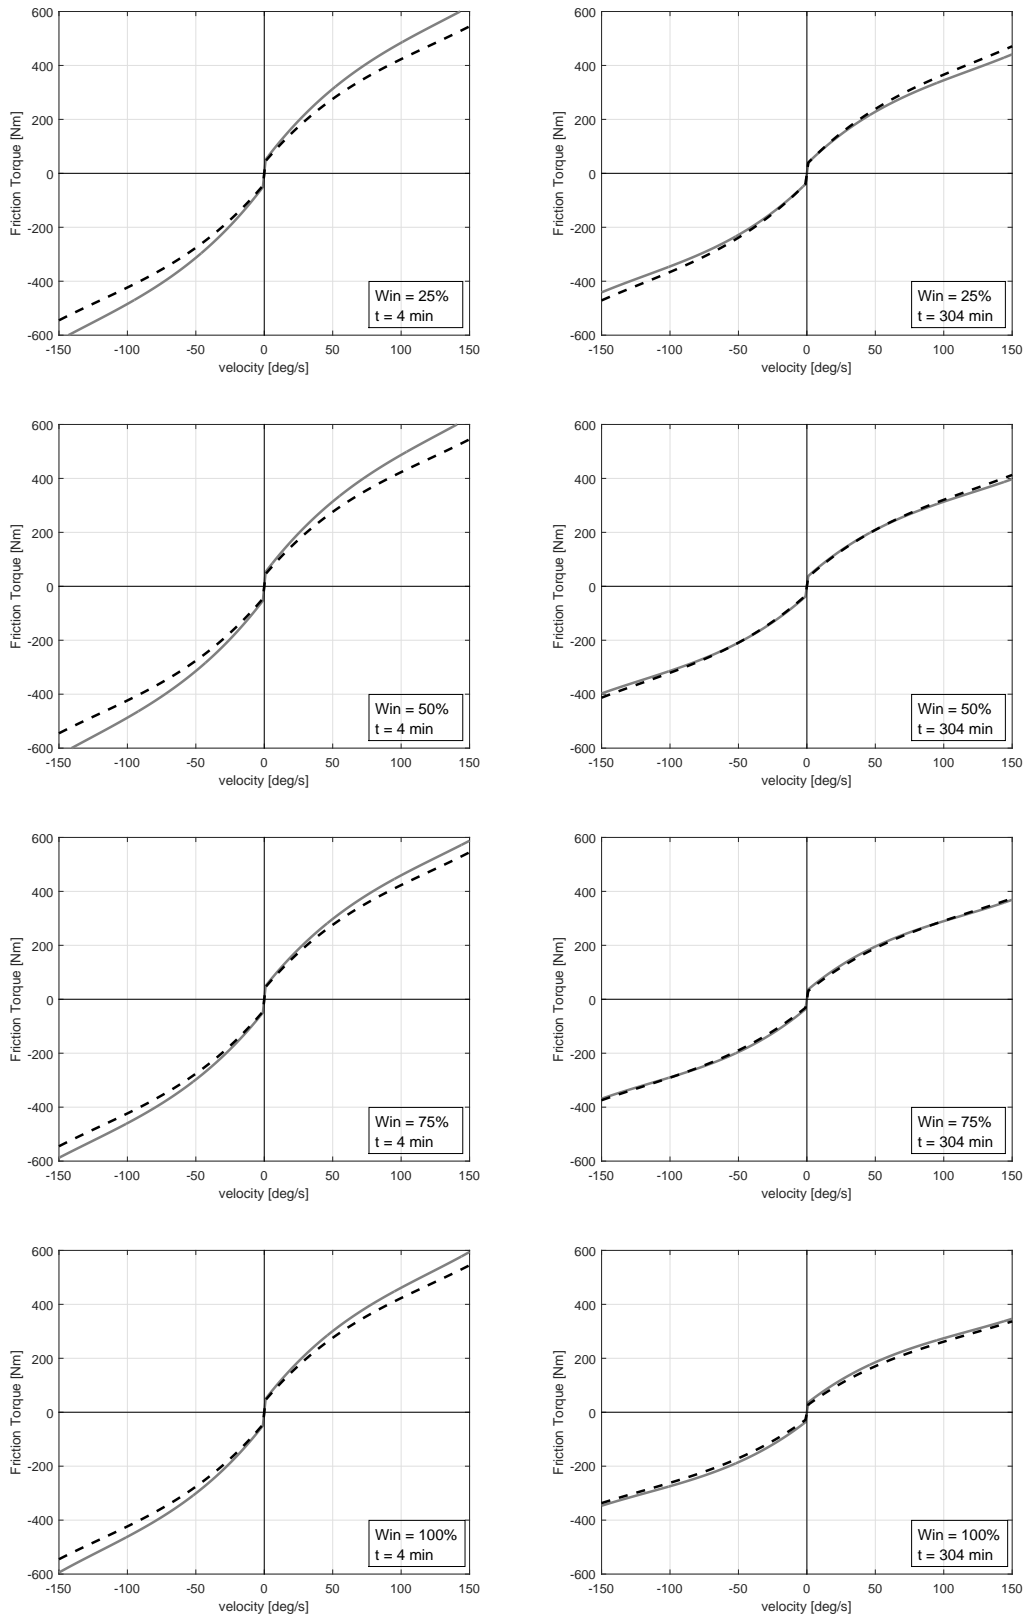 600
400
200
0
-200
-400
-600
Friction Torque [Nm]
-150 -100 -50 0 50 100 150
velocity [deg/s]
Win = 25%
t = 4 min
600
400
200
0
-200
-400
-600
Friction Torque [Nm]
-150 -100 -50 0 50 100 150
velocity [deg/s]
Win = 25%
t = 304 min
600
400
200
0
-200
-400
-600
Friction Torque [Nm]
-150 -100 -50 0 50 100 150
velocity [deg/s]
Win = 50%
t = 4 min
600
400
200
0
-200
-400
-600
Friction Torque [Nm]
-150 -100 -50 0 50 100 150
velocity [deg/s]
Win = 50%
t = 304 min
600
400
200
0
-200
-400
-600
Friction Torque [Nm]
-150 -100 -50 0 50 100 150
velocity [deg/s]
Win = 75%
t = 4 min
600
400
200
0
-200
-400
-600
Friction Torque [Nm]
-150 -100 -50 0 50 100 150
velocity [deg/s]
Win = 75%
t = 304 min
600
400
200
0
-200
-400
-600
Friction Torque [Nm]
-150 -100 -50 0 50 100 150
velocity [deg/s]
Win = 100%
t = 4 min
600
400
200
0
-200
-400
-600
Friction Torque [Nm]
-150 -100 -50 0 50 100 150
velocity [deg/s]
Win = 100%
t = 304 min